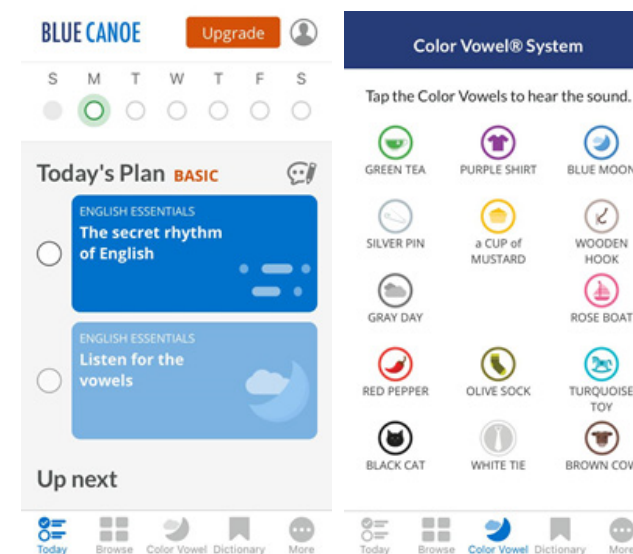 BLUE CANOE
Upgrade
S M T W T F S
Today's Plan BASIC
ENGLISH ESSENTIALS
The secret rhythm
of English
ENGLISH ESSENTIALS
Listen for the
vowels
Up next
Today Browse Color Vowel Dictionary More
Color Vowel® System
Tap the Color Vowels to hear the sound.
GREEN TEA PURPLE SHIRT BLUE MOON
SILVER PIN a CUP of WOODEN
MUSTARD HOOK
GRAY DAY ROSE BOAT
RED PEPPER OLIVE SOCK TURQUOISE
TOY
BLACK CAT WHITE TIE BROWN COW
Today Browse Color Vowel Dictionary More